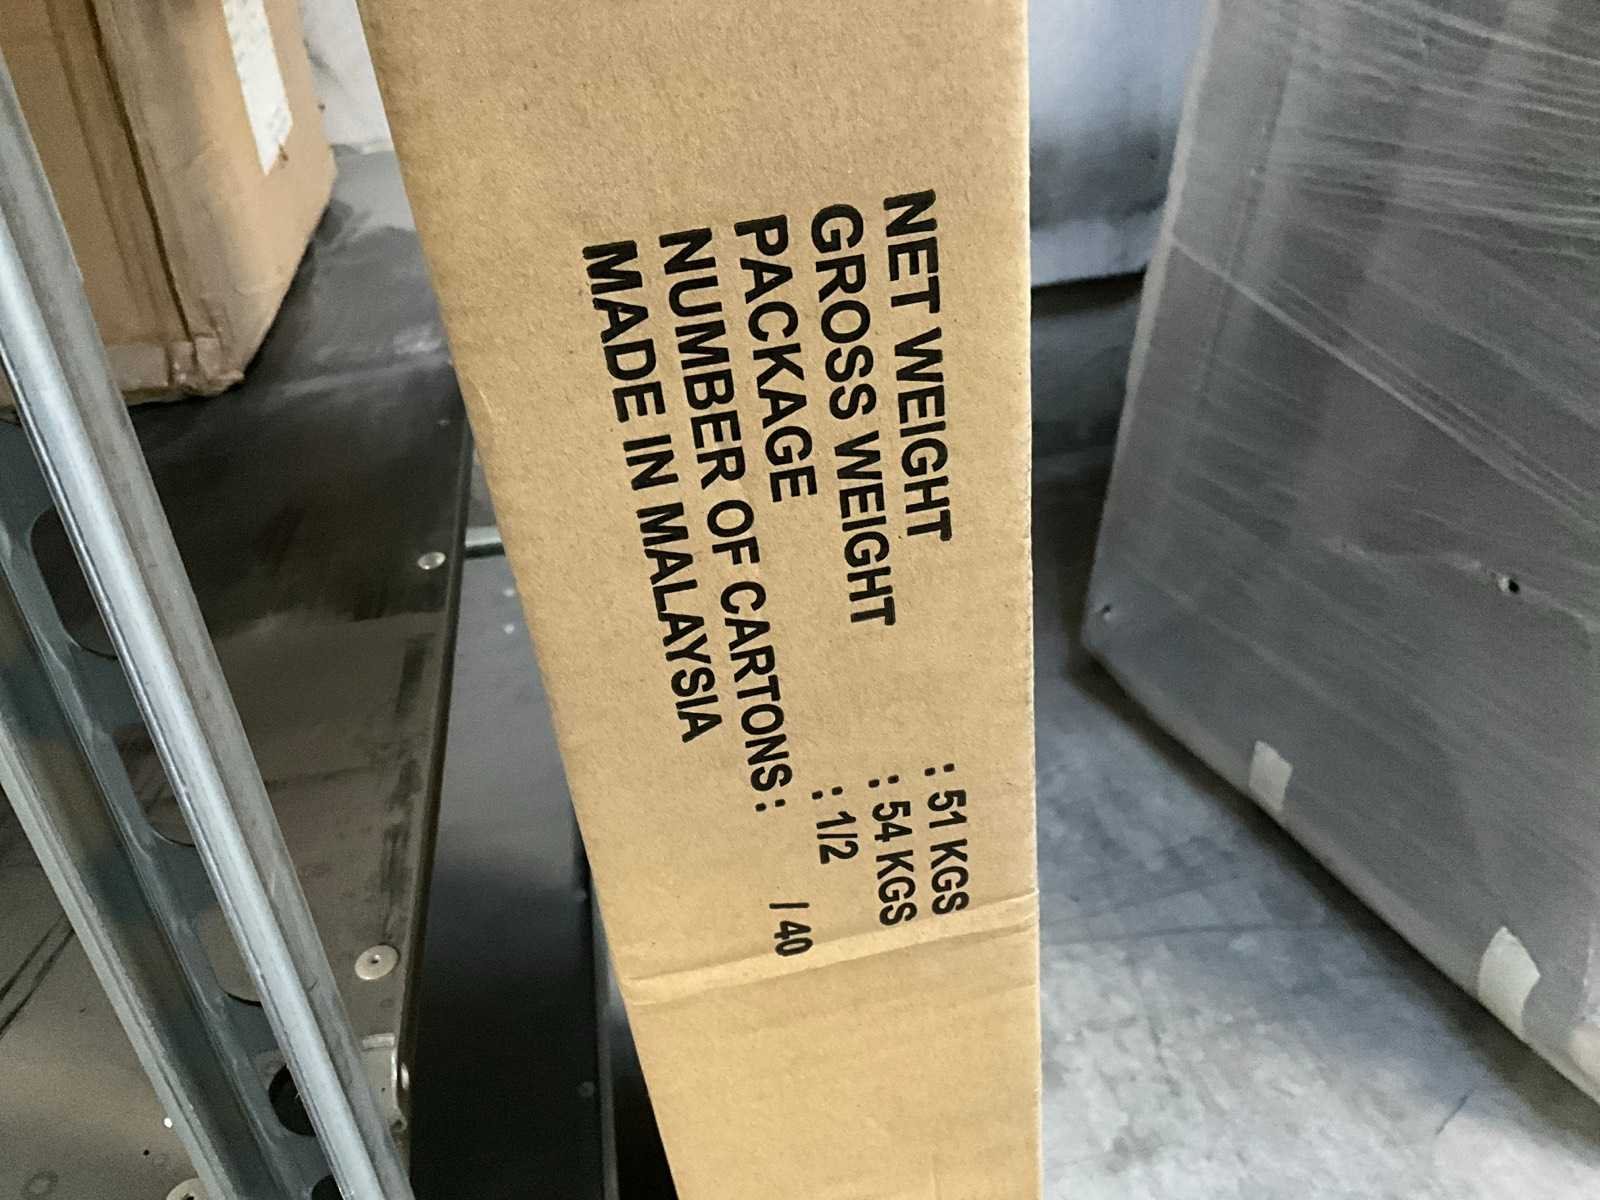 NET WEIGHT : 51 KGS
GROSS WEIGHT : 54 KGS
PACKAGE : 1/2
NUMBER OF CARTONS: / 40
MADE IN MALAYSIA